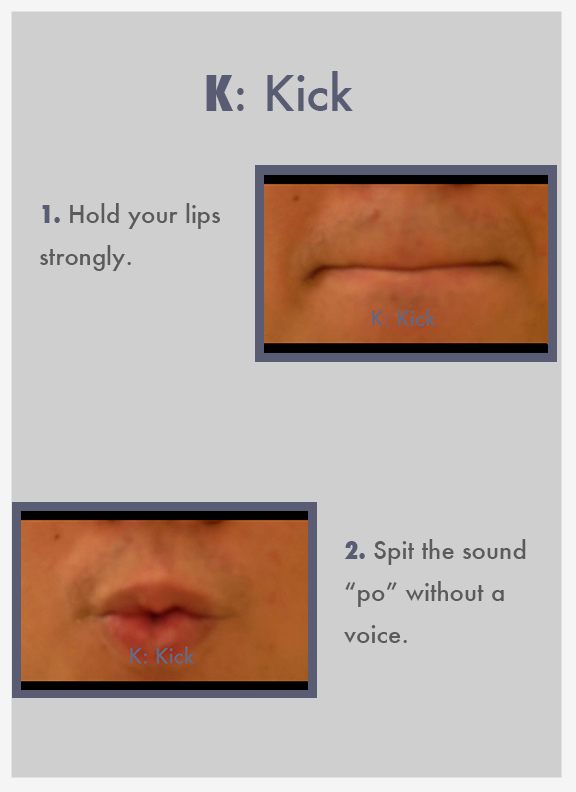 K: Kick
1. Hold your lips
strongly.
K: Kick
K: Kick
2. Spit the sound
“po” without a
voice.